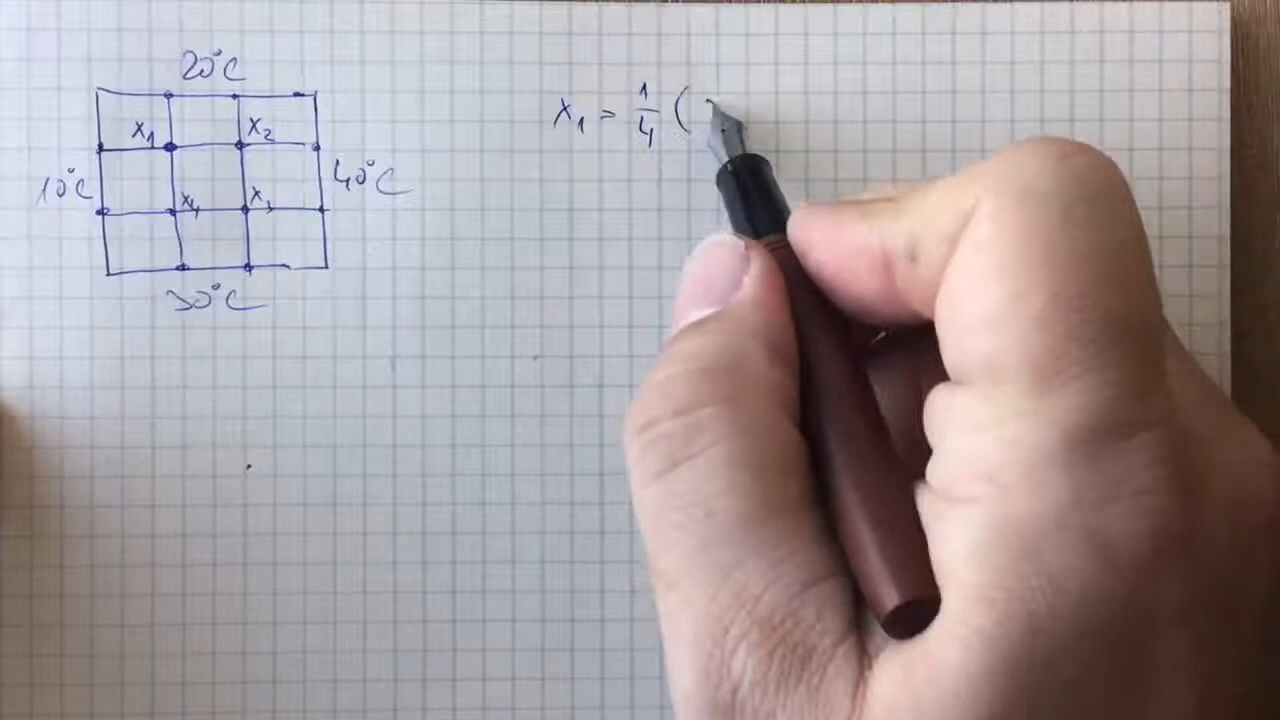 20°C
x₁ x₂
10°C 40°C
x₄ x₃
30°C
x₁ = 1/4 (